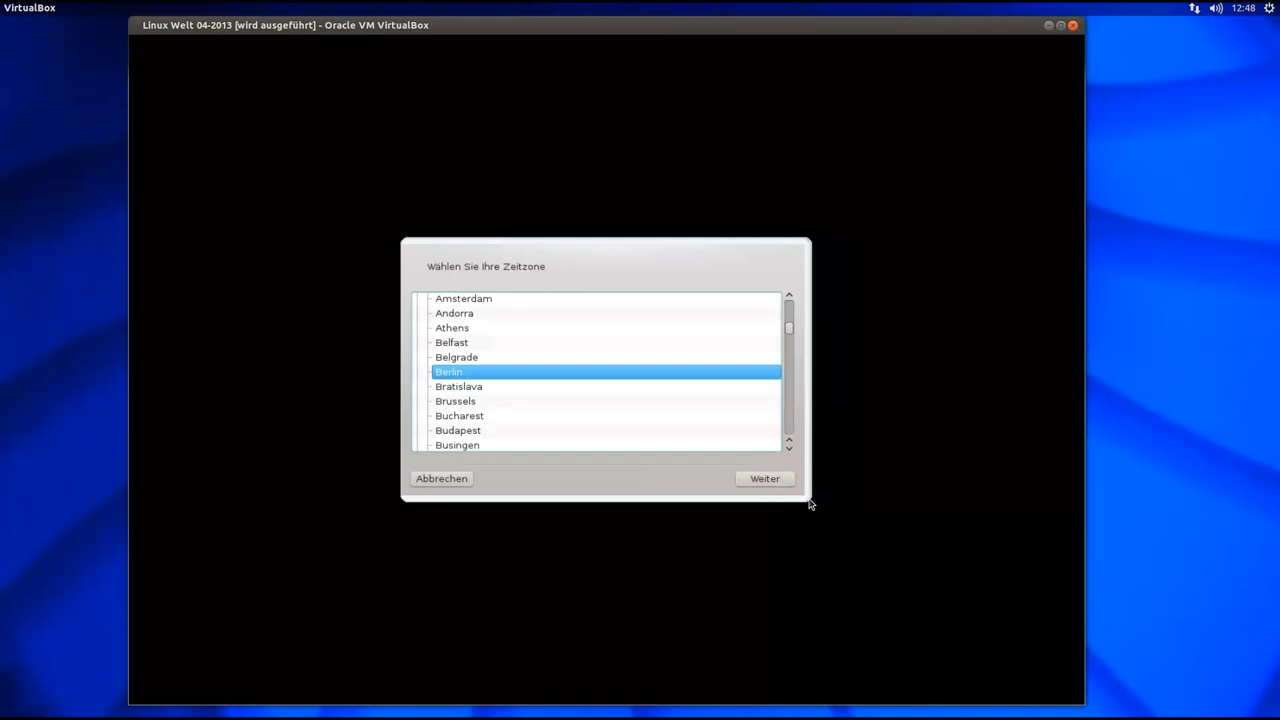 VirtualBox
12:48
Linux Welt 04-2013 [wird ausgeführt] - Oracle VM VirtualBox
Wählen Sie Ihre Zeitzone
Amsterdam
Andorra
Athens
Belfast
Belgrade
Berlin
Bratislava
Brussels
Bucharest
Budapest
Busingen
Abbrechen
Weiter